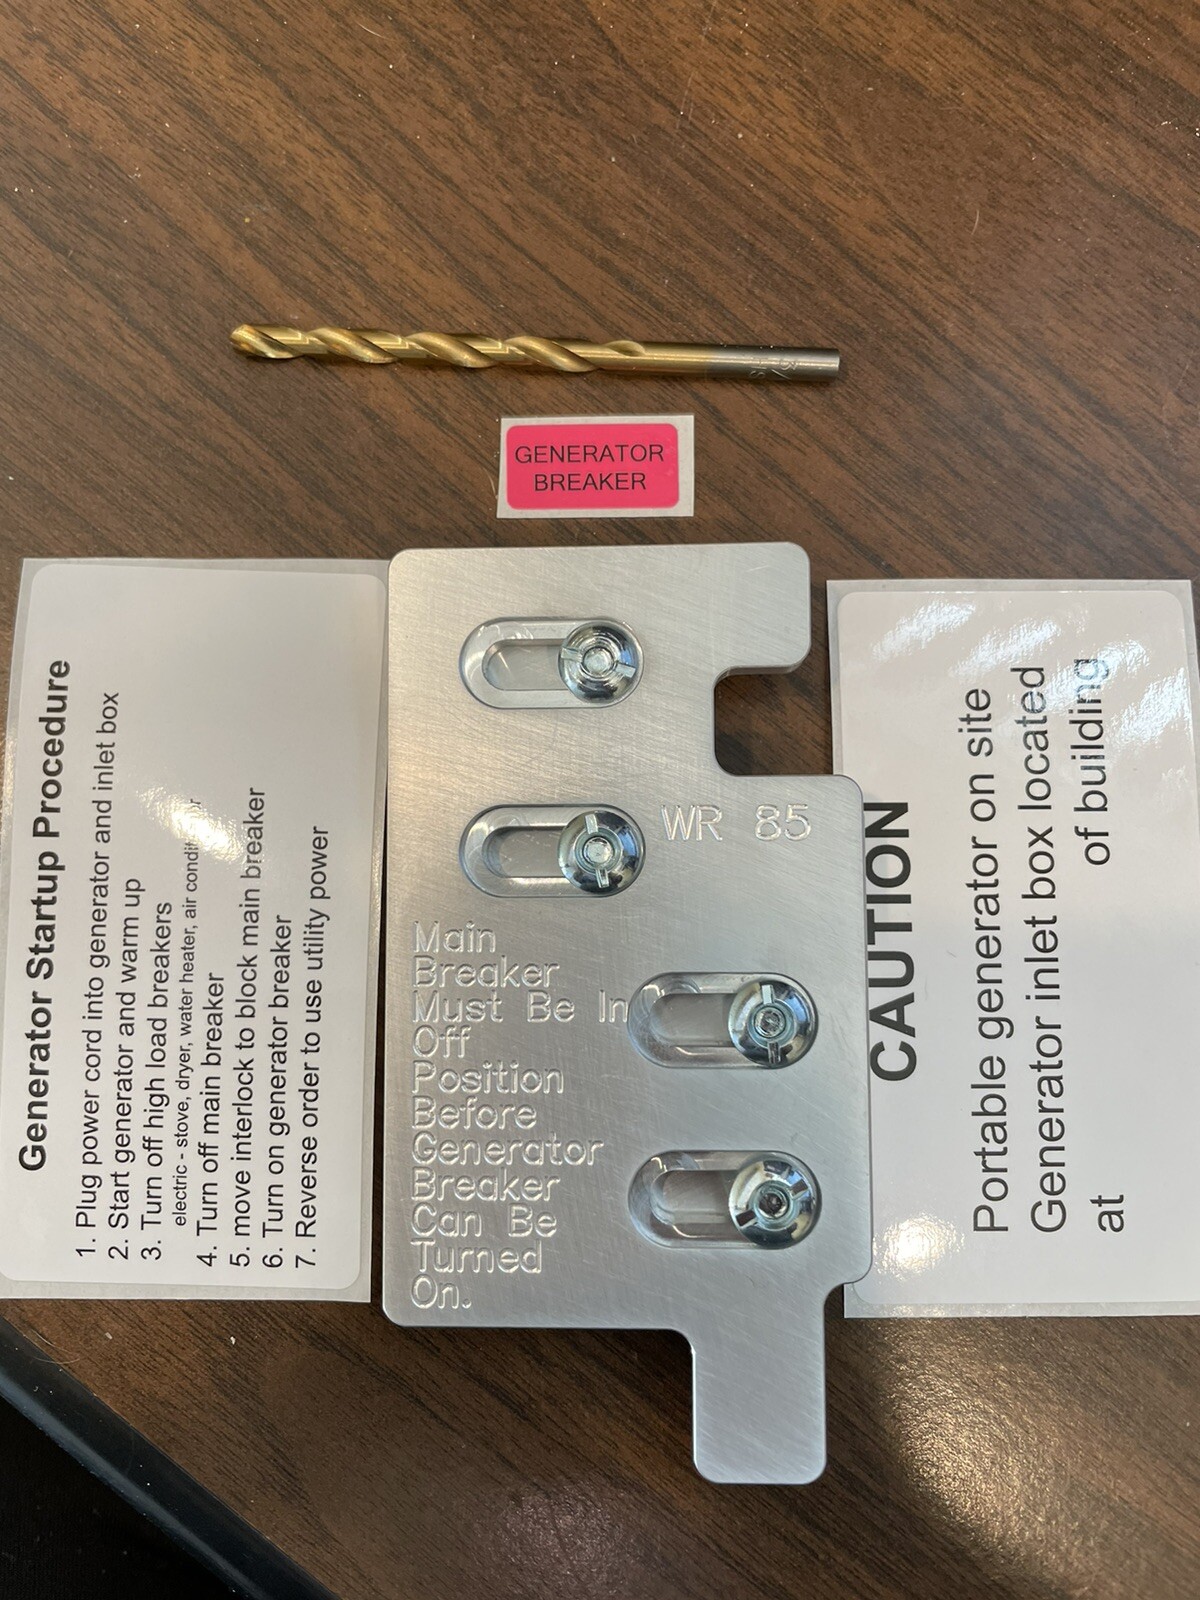 GENERATOR
BREAKER
Generator Startup Procedure
1. Plug power cord into generator and inlet box
2. Start generator and warm up
3. Turn off high load breakers
electric - stove, dryer, water heater, air conditioner
4. Turn off main breaker
5. move interlock to block main breaker
6. Turn on generator breaker
7. Reverse order to use utility power
WR 85
Main
Breaker
Must Be In
Off
Position
Before
Generator
Breaker
Can Be
Turned
On.
CAUTION
Portable generator on site
Generator inlet box located
at of building